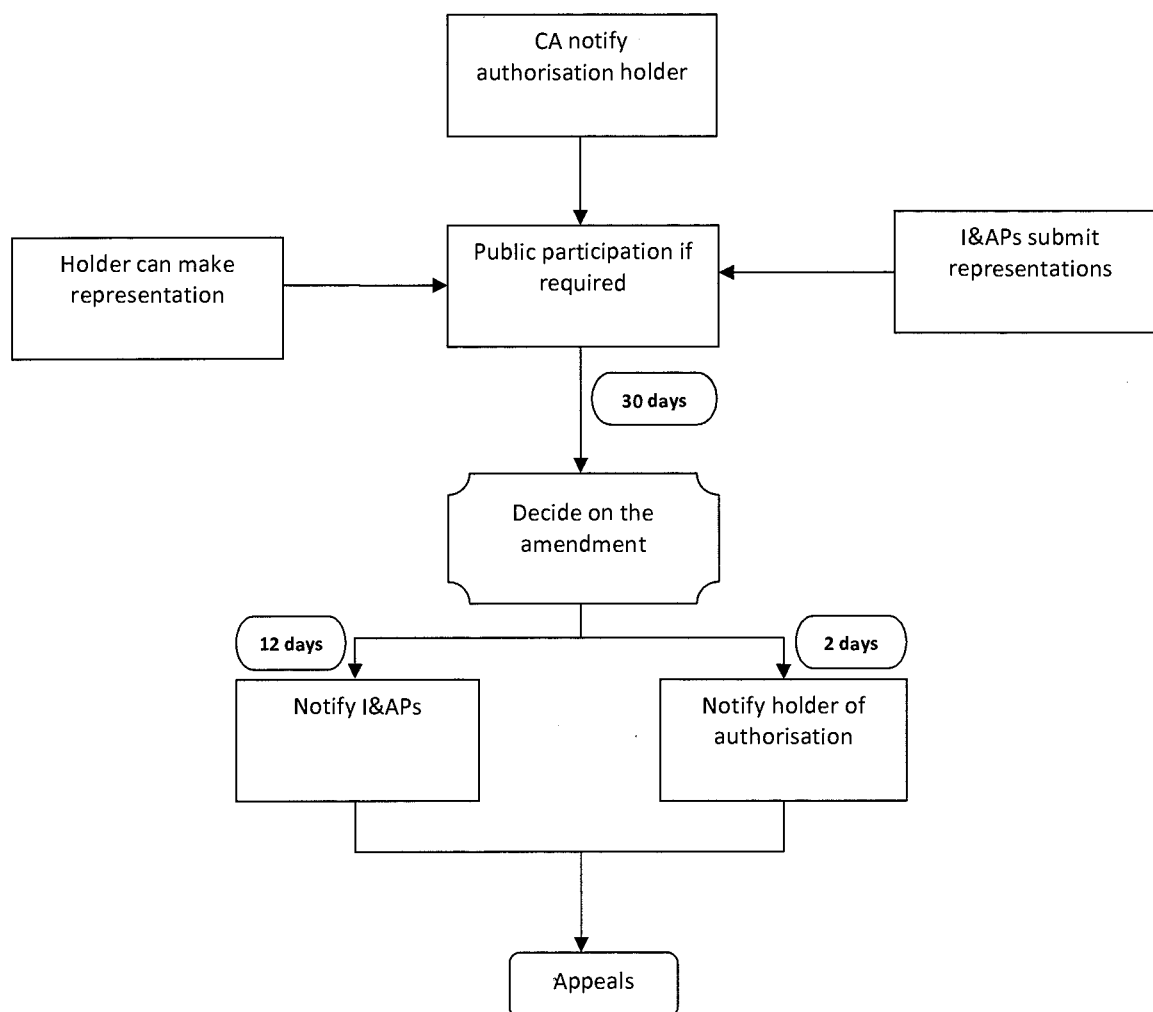 CA notify
authorisation holder
Holder can make
representation
Public participation if
required
I&APs submit
representations
30 days
Decide on the
amendment
12 days
2 days
Notify I&APs
Notify holder of
authorisation
Appeals